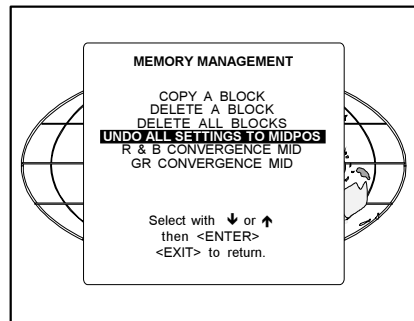 MEMORY MANAGEMENT
COPY A BLOCK
DELETE A BLOCK
DELETE ALL BLOCKS
UNDO ALL SETTINGS TO MIDPOS
R & B CONVERGENCE MID
GR CONVERGENCE MID
Select with ↓ or ↑
then <ENTER>
<EXIT> to return.